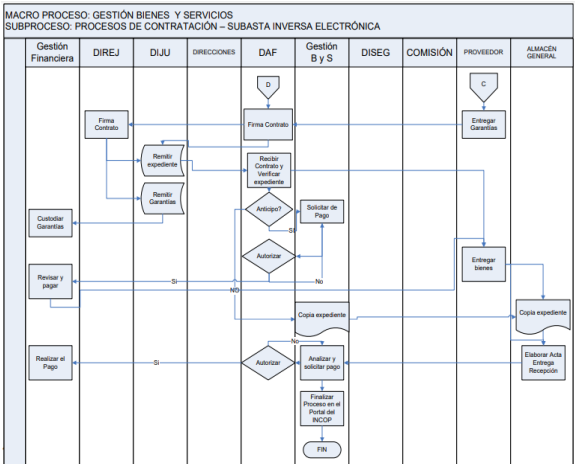 MACRO PROCESO: GESTIÓN BIENES Y SERVICIOS
SUBPROCESO: PROCESOS DE CONTRATACIÓN – SUBASTA INVERSA ELECTRÓNICA
Gestión
Financiera
DIREJ
DIJU
DIRECCIONES
DAF
Gestión
B y S
DISEG
COMISIÓN
PROVEEDOR
ALMACÉN
GENERAL
D
C
Firma
Contrato
Firma Contrato
Entregar
Garantías
Remitir
expediente
Recibir
Contrato y
Verificar
expediente
Remitir
Garantías
Anticipo?
Solicitar de
Pago
Custodiar
Garantías
SI
Autorizar
Entregar
bienes
Revisar y
pagar
Si
No
NO
Copia expediente
Copia expediente
No
Realizar el
Pago
Si
Autorizar
Analizar y
solicitar pago
Elaborar Acta
Entrega
Recepción
Finalizar
Proceso en el
Portal del
INCOP
FIN